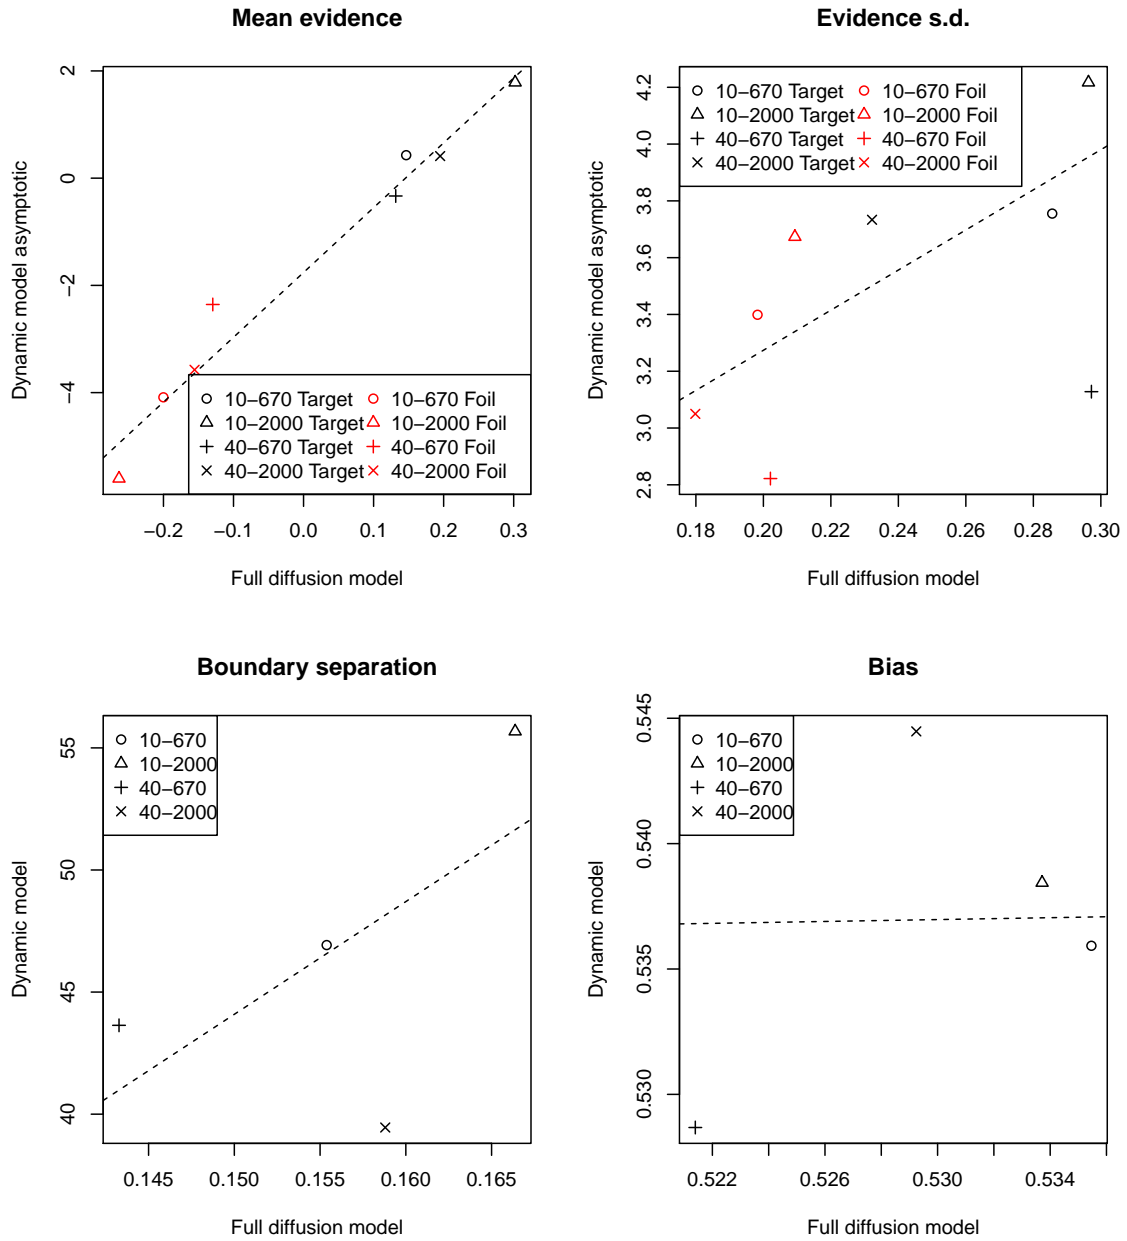 Mean evidence
Dynamic model asymptotic
2
0
−2
−4
10−670 Target 10−670 Foil
10−2000 Target 10−2000 Foil
40−670 Target 40−670 Foil
40−2000 Target 40−2000 Foil
−0.2 −0.1 0.0 0.1 0.2 0.3
Full diffusion model
Evidence s.d.
Dynamic model asymptotic
4.2
4.0
3.8
3.6
3.4
3.2
3.0
2.8
10−670 Target 10−670 Foil
10−2000 Target 10−2000 Foil
40−670 Target 40−670 Foil
40−2000 Target 40−2000 Foil
0.18 0.20 0.22 0.24 0.26 0.28 0.30
Full diffusion model
Boundary separation
Dynamic model
55
50
45
40
10−670
10−2000
40−670
40−2000
0.145 0.150 0.155 0.160 0.165
Full diffusion model
Bias
Dynamic model
0.545
0.540
0.535
0.530
10−670
10−2000
40−670
40−2000
0.522 0.526 0.530 0.534
Full diffusion model